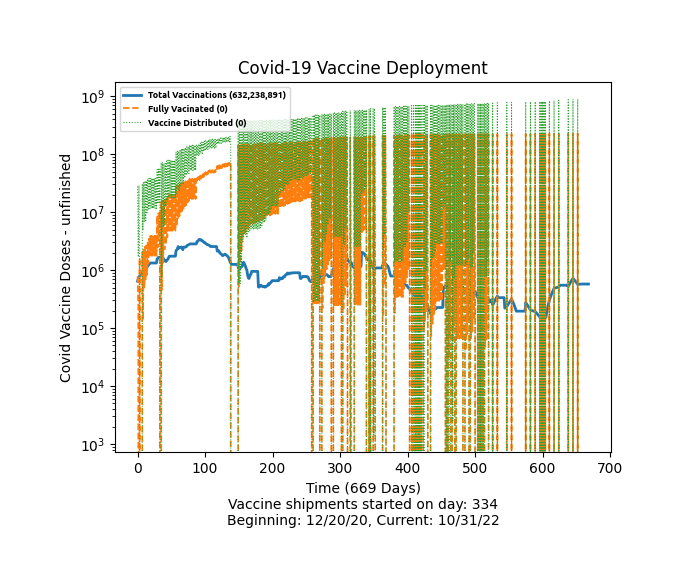 Covid-19 Vaccine Deployment
Total Vaccinations (632,238,891)
Fully Vacinated (0)
Vaccine Distributed (0)
Covid Vaccine Doses - unfinished
10⁹
10⁸
10⁷
10⁶
10⁵
10⁴
10³
0 100 200 300 400 500 600 700
Time (669 Days)
Vaccine shipments started on day: 334
Beginning: 12/20/20, Current: 10/31/22